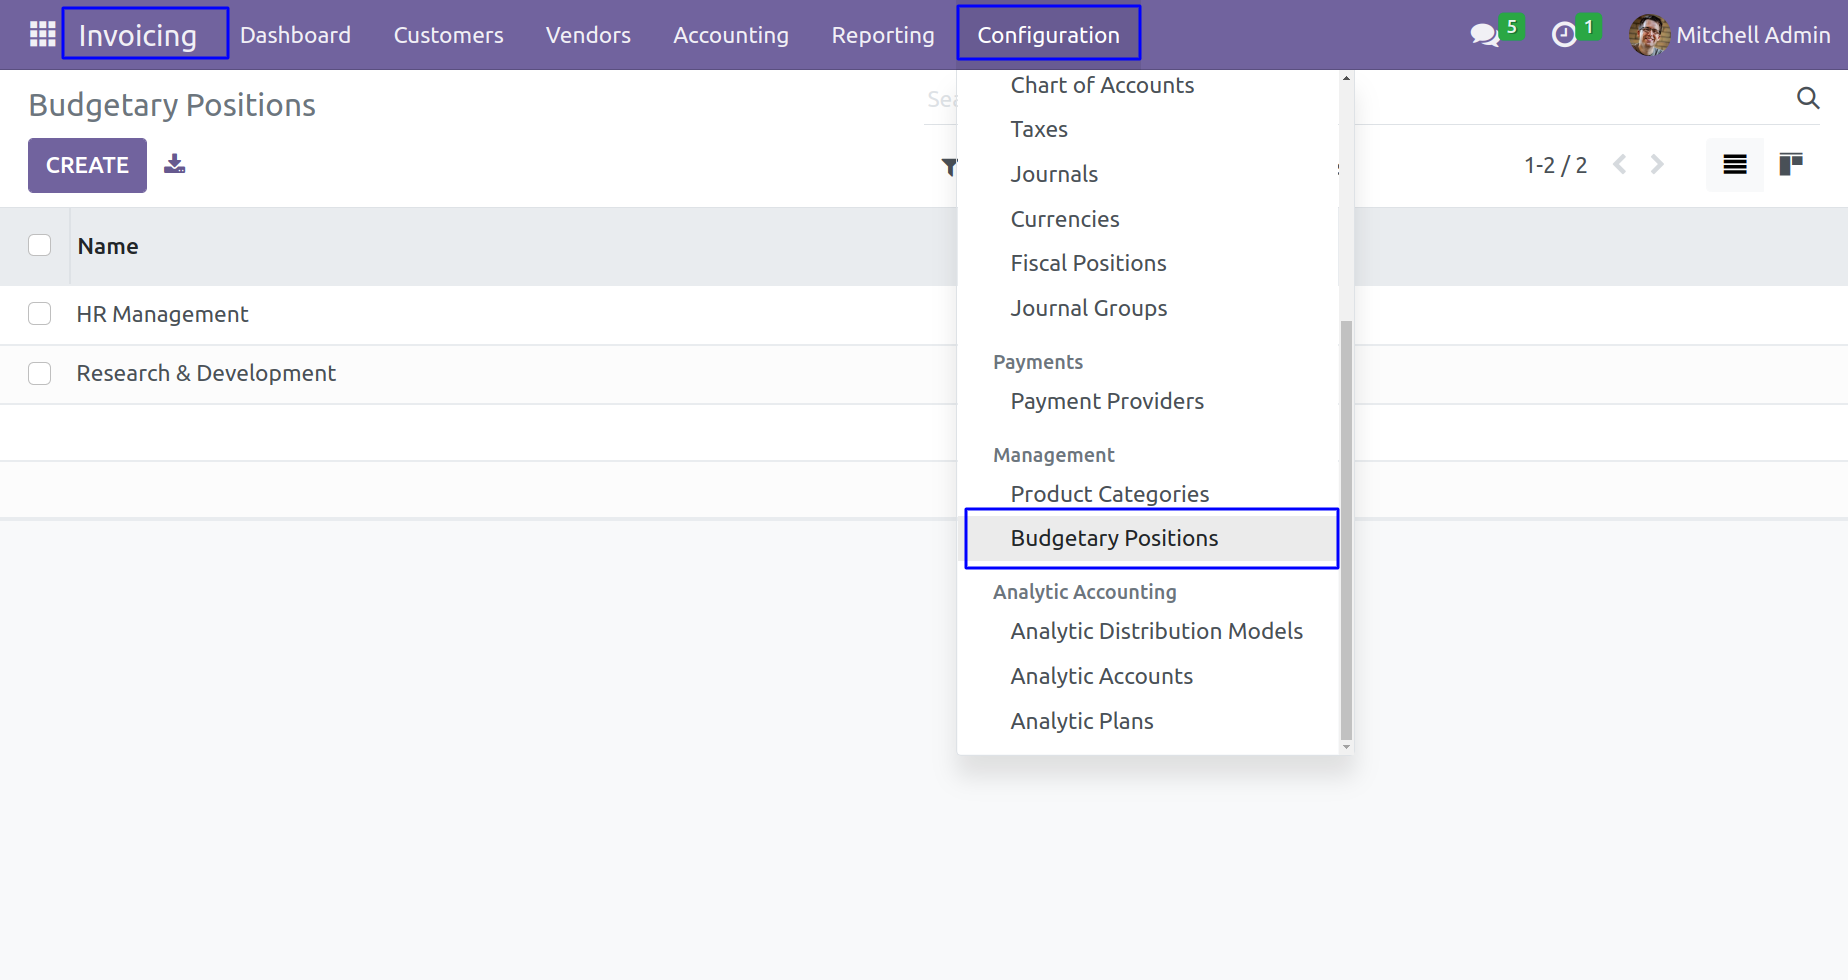 Invoicing Dashboard Customers Vendors Accounting Reporting Configuration 5 1 Mitchell Admin
Budgetary Positions
CREATE
1-2 / 2
Name
HR Management
Research & Development
Chart of Accounts
Taxes
Journals
Currencies
Fiscal Positions
Journal Groups
Payments
Payment Providers
Management
Product Categories
Budgetary Positions
Analytic Accounting
Analytic Distribution Models
Analytic Accounts
Analytic Plans